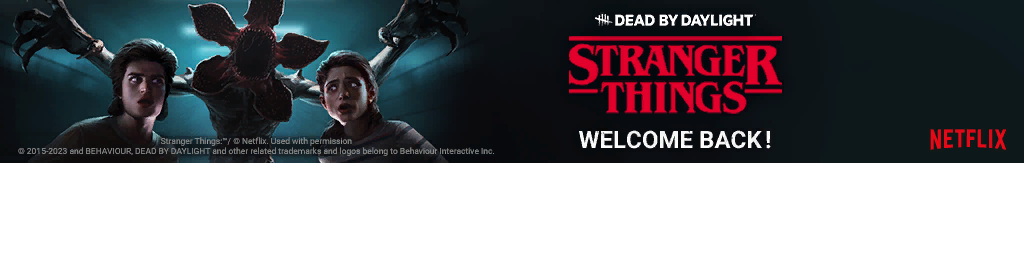 DEAD BY DAYLIGHT
STRANGER
THINGS
WELCOME BACK!
NETFLIX
Stranger Things:™/ © Netflix. Used with permission
© 2015-2023 and BEHAVIOUR, DEAD BY DAYLIGHT and other related trademarks and logos belong to Behaviour Interactive Inc.